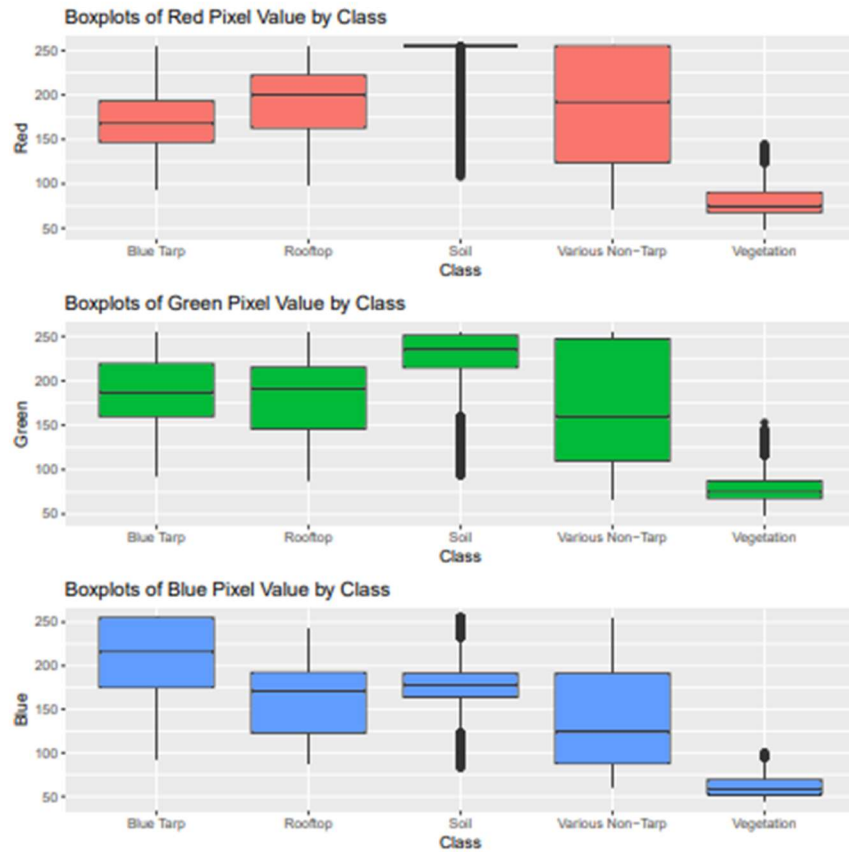 Boxplots of Red Pixel Value by Class
250
200
150
100
50
Red
Blue Tarp Rooftop Soil Various Non-Tarp Vegetation
Class
Boxplots of Green Pixel Value by Class
250
200
150
100
50
Green
Blue Tarp Rooftop Soil Various Non-Tarp Vegetation
Class
Boxplots of Blue Pixel Value by Class
250
200
150
100
50
Blue
Blue Tarp Rooftop Soil Various Non-Tarp Vegetation
Class